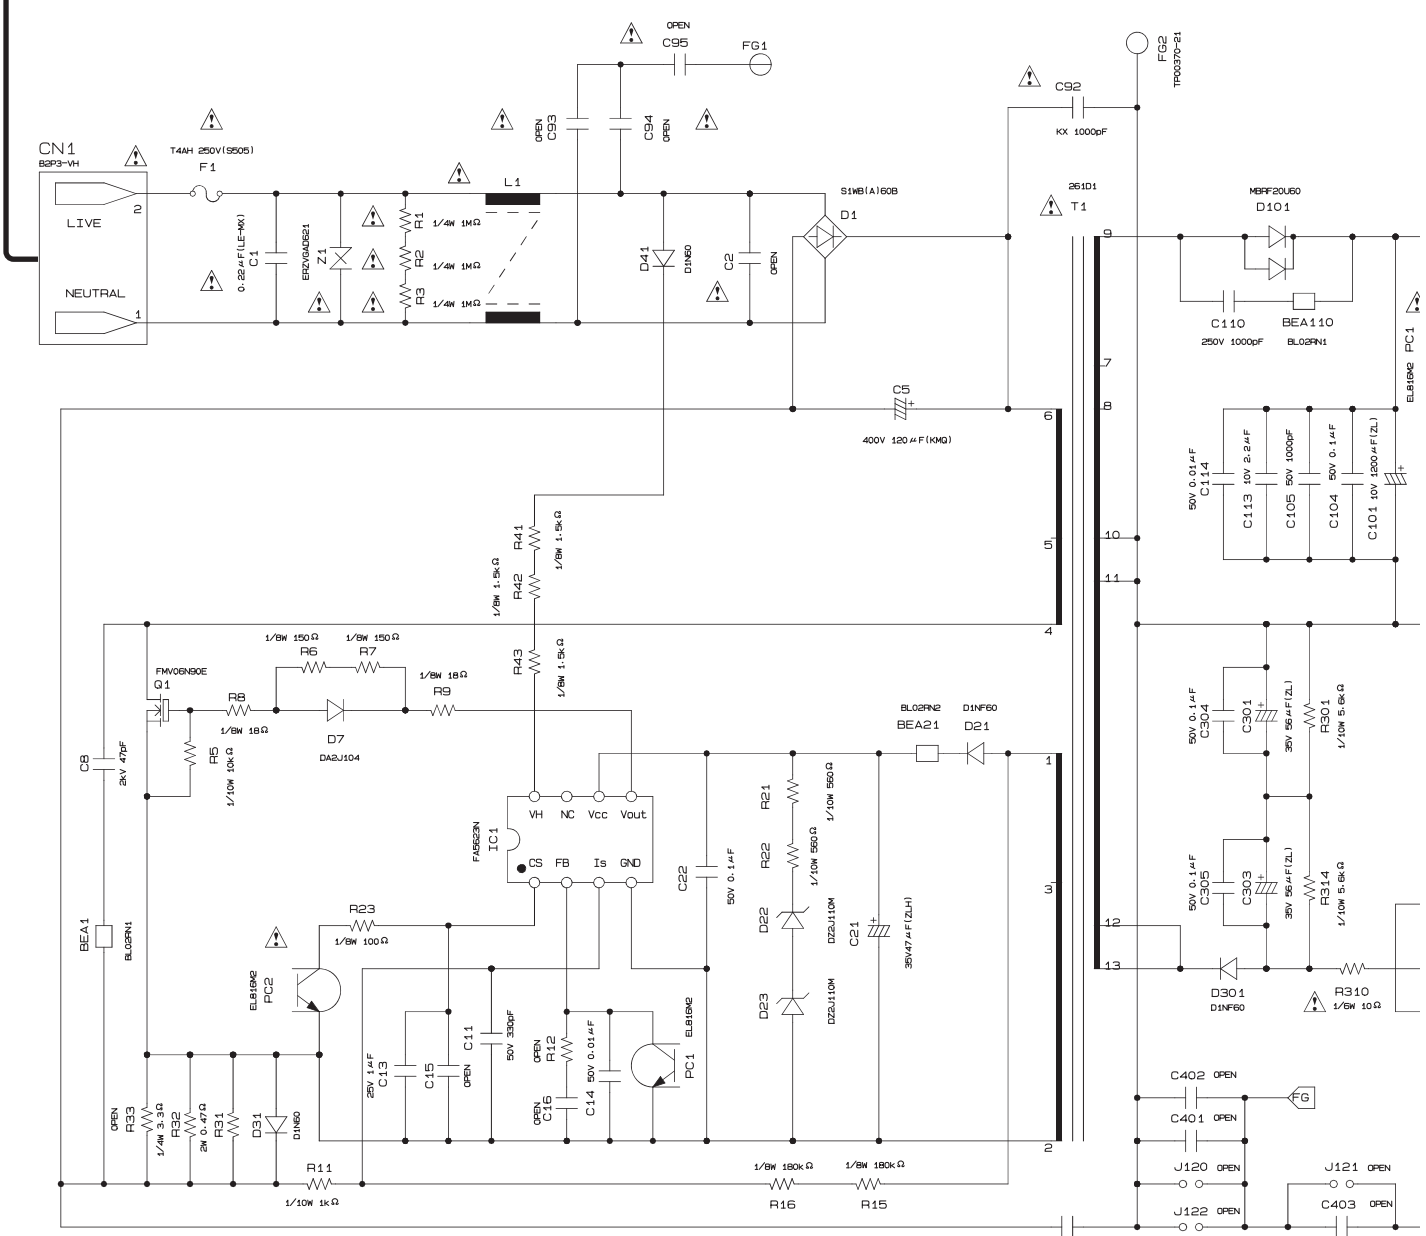 OPEN
C95
FG1
FG2
TP00370-21
C92
KX 1000pF
CN1
B2P3-VH
T4AH 250V(S505)
F1
OPEN
C93
C94
OPEN
L1
LIVE
2
NEUTRAL
1
0.22μF(LE-MX)
C1
ERZVGAD621
Z1
R1
1/4W 1MΩ
R2
1/4W 1MΩ
R3
1/4W 1MΩ
D41
D1N60
C2
OPEN
S1WB(A)60B
D1
261D1
T1
MBRF20U60
D101
9
C110
250V 1000pF
BEA110
BL02RN1
EL816M2
PC1
7
8
6
C5
400V 120μF(KMQ)
50V 0.01μF
C114
C113
10V 2.2μF
C105
50V 1000pF
C104
50V 0.1μF
C101
10V 1200μF(ZL)
R41
1/8W 1.5kΩ
1/8W 1.5kΩ
R42
R43
1/8W 1.5kΩ
5
10
11
4
FMV06N90E
Q1
1/8W 150Ω
R6
1/8W 150Ω
R7
1/8W 18Ω
R9
R8
1/8W 18Ω
D7
DA2J104
R5
1/10W 10kΩ
C8
2kV 47pF
BL02RN2
BEA21
D1NF60
D21
1
50V 0.1μF
C304
C301
35V 56μF(ZL)
R301
1/10W 5.6kΩ
VH
NC
Vcc
Vout
FA5623N
IC1
CS
FB
Is
GND
R21
1/10W 560Ω
R22
1/10W 560Ω
C22
50V 0.1μF
D22
DZ2J110M
D23
DZ2J110M
C21
35V47μF(ZLH)
3
50V 0.1μF
C305
C303
35V 56μF(ZL)
R314
1/10W 5.6kΩ
BEA1
BL02RN1
R23
1/8W 100Ω
EL816M2
PC2
12
13
D301
D1NF60
R310
1/6W 10Ω
25V 1μF
C13
C15
OPEN
C11
50V 330pF
OPEN
R12
OPEN
C16
C14
50V 0.01μF
EL816M2
PC1
OPEN
R33
1/4W 3.3Ω
R32
2W 0.47Ω
R31
D31
D1N60
2
R11
1/10W 1kΩ
1/8W 180kΩ
R16
1/8W 180kΩ
R15
C402 OPEN
FG
C401 OPEN
J120 OPEN
J121 OPEN
J122 OPEN
C403 OPEN